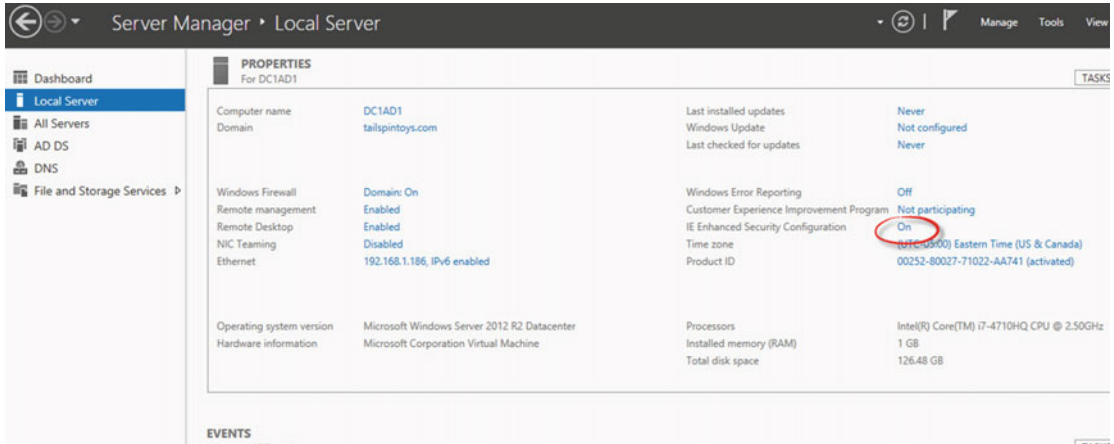 Server Manager ‣ Local Server
Manage Tools View
Dashboard
Local Server
All Servers
AD DS
DNS
File and Storage Services
PROPERTIES
For DC1AD1
TASKS
Computer name DC1AD1
Domain tailspintoys.com
Last installed updates Never
Windows Update Not configured
Last checked for updates Never
Windows Firewall Domain: On
Remote management Enabled
Remote Desktop Enabled
NIC Teaming Disabled
Ethernet 192.168.1.186, IPv6 enabled
Windows Error Reporting Off
Customer Experience Improvement Program Not participating
IE Enhanced Security Configuration On
Time zone (UTC-05:00) Eastern Time (US & Canada)
Product ID 00252-80027-71022-AA741 (activated)
Operating system version Microsoft Windows Server 2012 R2 Datacenter
Hardware information Microsoft Corporation Virtual Machine
Processors Intel(R) Core(TM) i7-4710HQ CPU @ 2.50GHz
Installed memory (RAM) 1 GB
Total disk space 126.48 GB
EVENTS